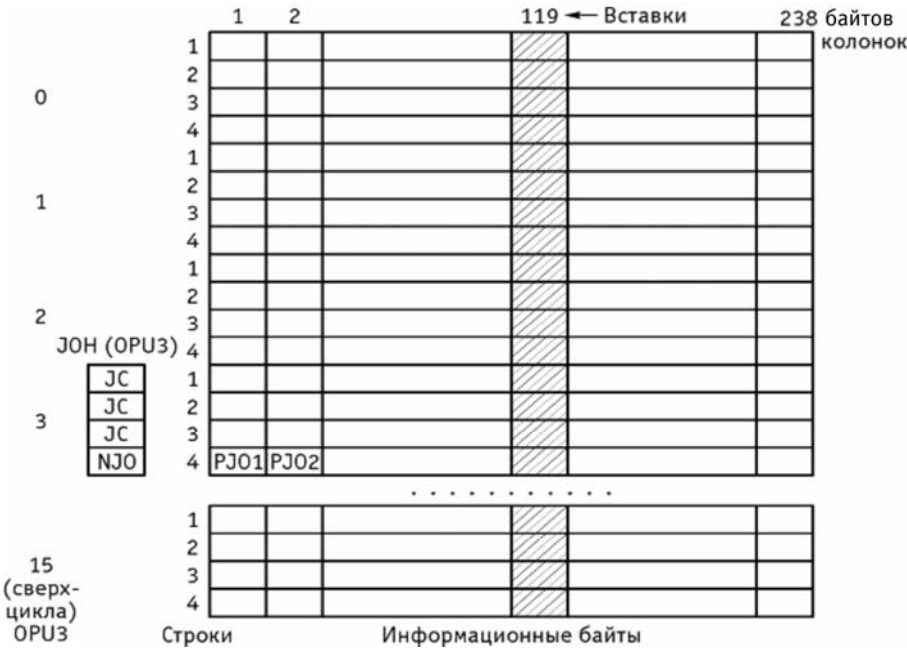 1 2 119 Вставки 238 байтов
колонок
1
2
0 3
4
1
2
1 3
4
1
2
2 3
JOH (OPU3) 4
JC 1
JC 2
3 JC 3
NJO 4 PJO1 PJO2
. . . . . . . . . . .
1
2
15 3
(сверх-
цикла) 4
OPU3 Строки Информационные байты